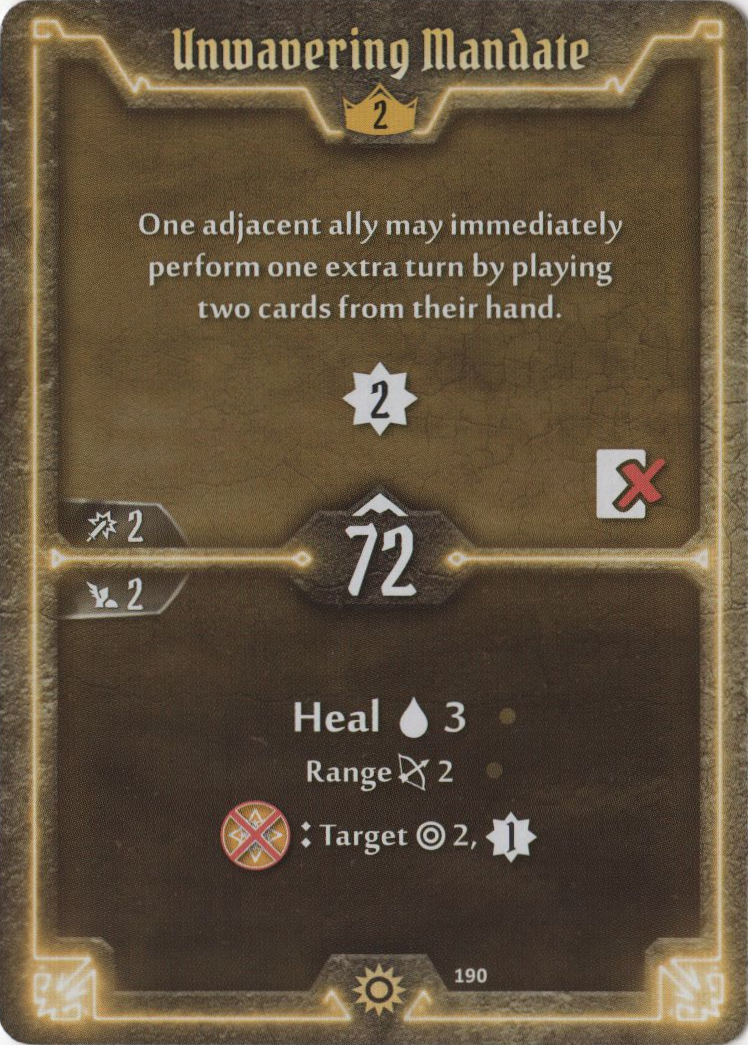 Unwavering Mandate
2
One adjacent ally may immediately
perform one extra turn by playing
two cards from their hand.
2
2
72
2
Heal 3
Range 2
: Target 2, 1
190